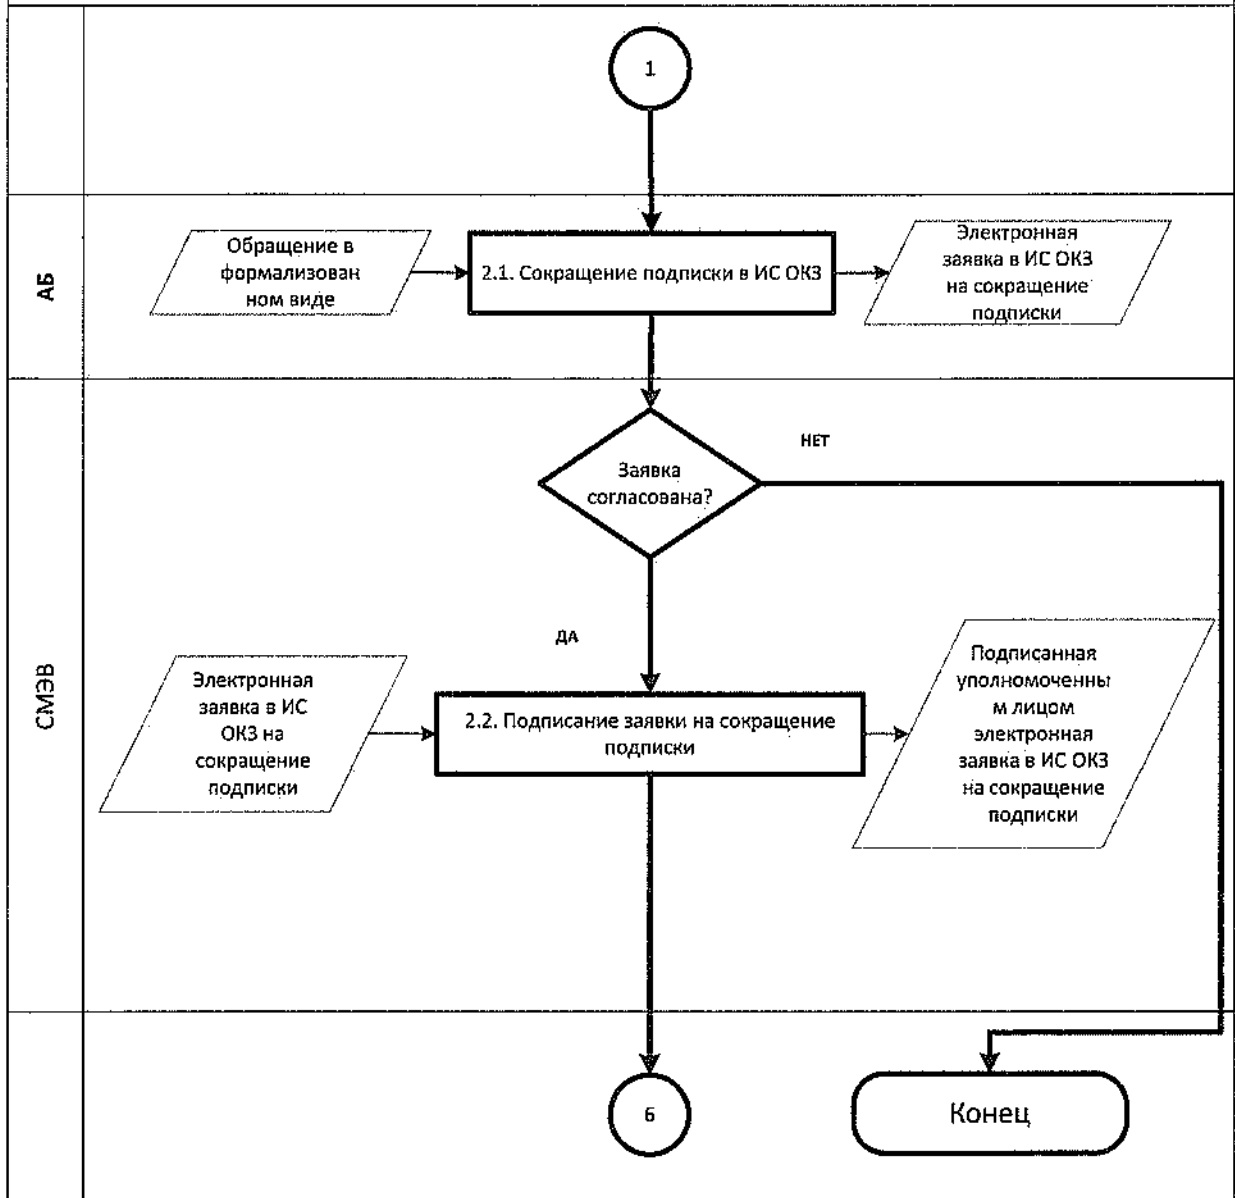 1
АБ
Обращение в
формализован
ном виде
2.1. Сокращение подписки в ИС ОКЗ
Электронная
заявка в ИС ОКЗ
на сокращение
подписки
СМЭВ
Заявка
согласована?
НЕТ
ДА
Электронная
заявка в ИС
ОКЗ на
сокращение
подписки
2.2. Подписание заявки на сокращение
подписки
Подписанная
уполномоченны
м лицом
электронная
заявка в ИС ОКЗ
на сокращение
подписки
6
Конец